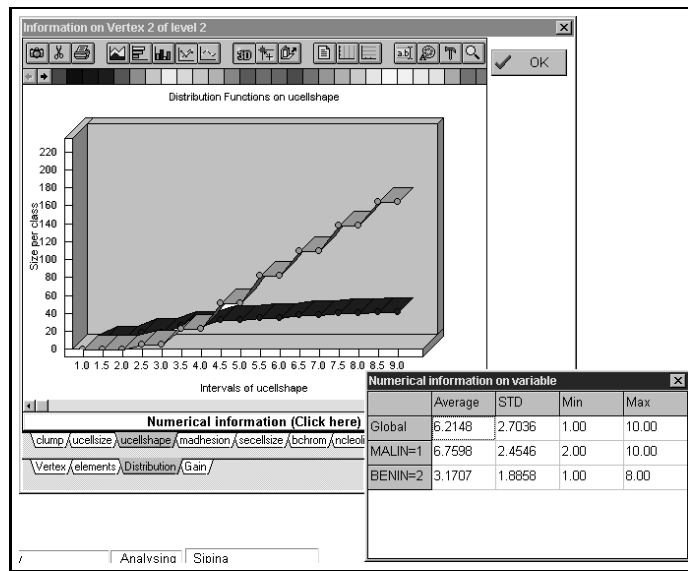 Information on Vertex 2 of level 2
OK
Distribution Functions on ucellshape
Size per class
220
200
180
160
140
120
100
80
60
40
20
0
1.0 1.5 2.0 2.5 3.0 3.5 4.0 4.5 5.0 5.5 6.0 6.5 7.0 7.5 8.0 8.5 9.0
Intervals of ucellshape
Numerical information (Click here)
clump ucellsize ucellshape madhesion secellsize bchrom ncleoli
Vertex elements Distribution Gain
Numerical information on variable
Average STD Min Max
Global 6.2148 2.7036 1.00 10.00
MALIN=1 6.7598 2.4546 2.00 10.00
BENIN=2 3.1707 1.8858 1.00 8.00
Analysing Sipina